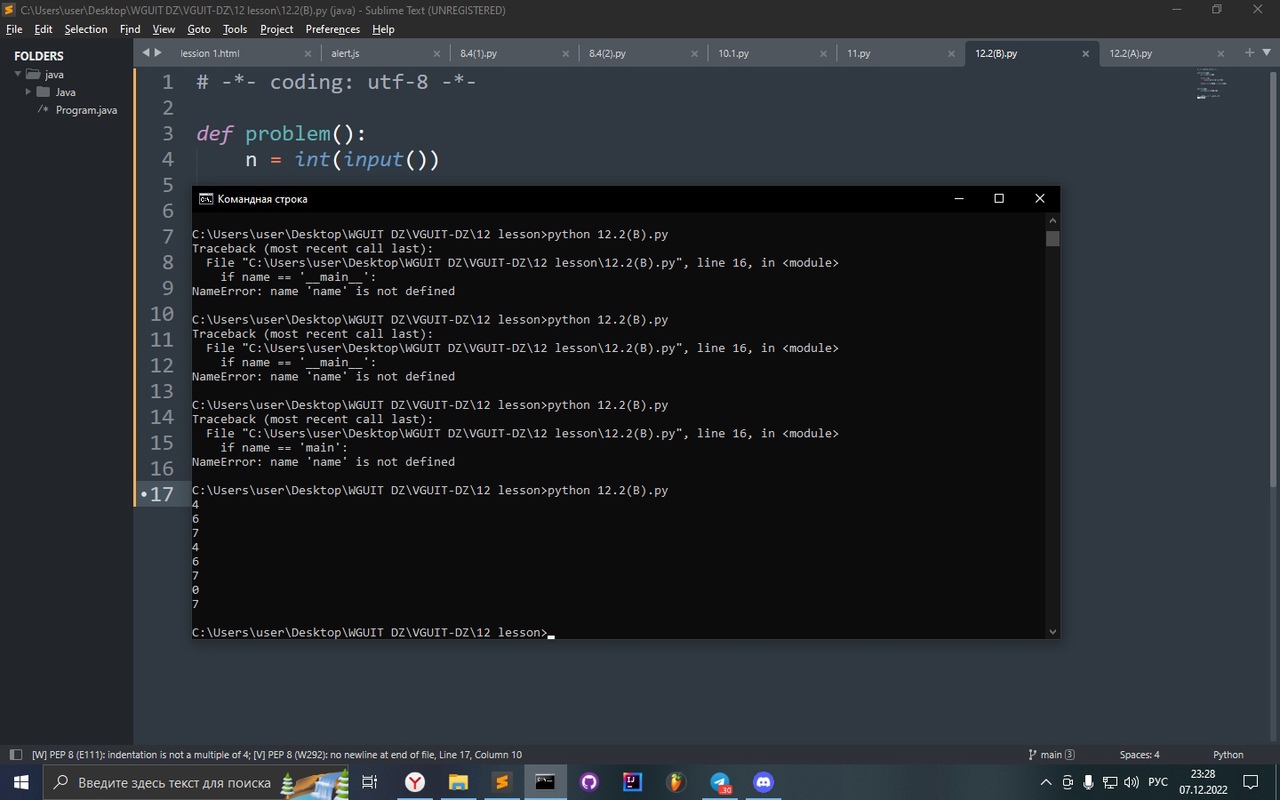 C:\Users\user\Desktop\WGUIT DZ\VGUIT-DZ\12 lesson\12.2(B).py (java) - Sublime Text (UNREGISTERED)
File Edit Selection Find View Goto Tools Project Preferences Help
FOLDERS
java
Java
/* Program.java
lession 1.html
alert.js
8.4(1).py
8.4(2).py
10.1.py
11.py
12.2(B).py
12.2(A).py
1 # -*- coding: utf-8 -*-
2
3 def problem():
4 n = int(input())
5
6
7
8
9
10
11
12
13
14
15
16
17
Командная строка
C:\Users\user\Desktop\WGUIT DZ\VGUIT-DZ\12 lesson>python 12.2(B).py
Traceback (most recent call last):
File "C:\Users\user\Desktop\WGUIT DZ\VGUIT-DZ\12 lesson\12.2(B).py", line 16, in <module>
if name == '__main__':
NameError: name 'name' is not defined
C:\Users\user\Desktop\WGUIT DZ\VGUIT-DZ\12 lesson>python 12.2(B).py
Traceback (most recent call last):
File "C:\Users\user\Desktop\WGUIT DZ\VGUIT-DZ\12 lesson\12.2(B).py", line 16, in <module>
if name == '__main__':
NameError: name 'name' is not defined
C:\Users\user\Desktop\WGUIT DZ\VGUIT-DZ\12 lesson>python 12.2(B).py
Traceback (most recent call last):
File "C:\Users\user\Desktop\WGUIT DZ\VGUIT-DZ\12 lesson\12.2(B).py", line 16, in <module>
if name == 'main':
NameError: name 'name' is not defined
C:\Users\user\Desktop\WGUIT DZ\VGUIT-DZ\12 lesson>python 12.2(B).py
4
6
7
4
6
7
0
7
C:\Users\user\Desktop\WGUIT DZ\VGUIT-DZ\12 lesson>
[W] PEP 8 (E111): indentation is not a multiple of 4; [V] PEP 8 (W292): no newline at end of file, Line 17, Column 10
main 3
Spaces: 4
Python
Введите здесь текст для поиска
30
РУС
23:28
07.12.2022